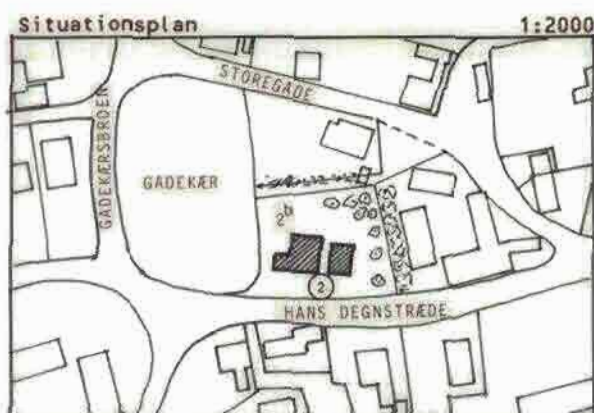 Situationsplan 1:2000
STOREGADE
GADEKÆRSBROEN
GADEKÆR
2b
2
HANS DEGNSTRÆDE